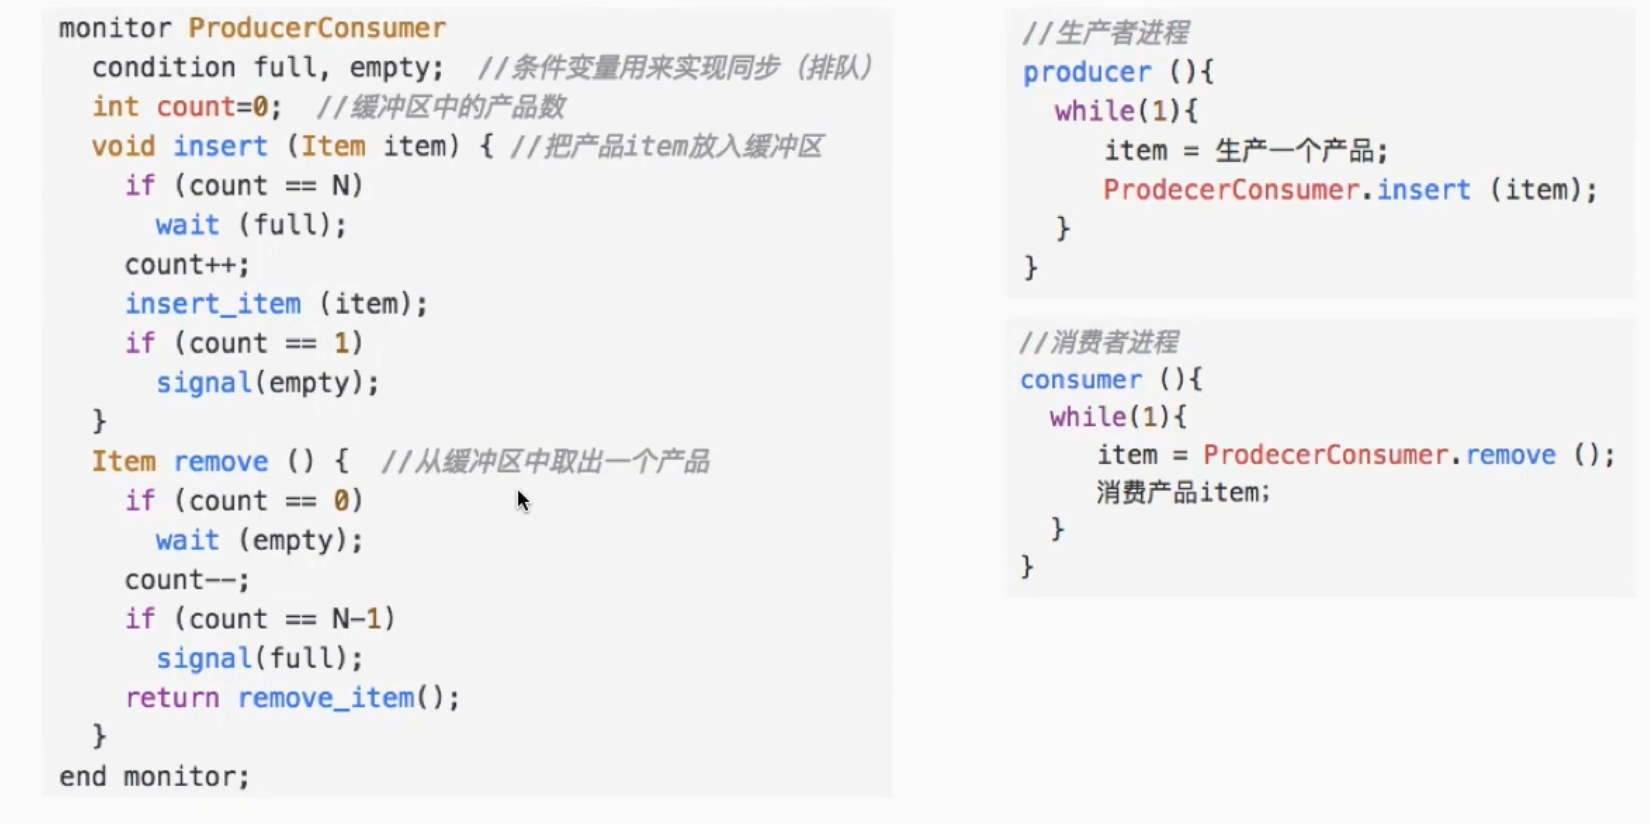 monitor ProducerConsumer
condition full, empty; //条件变量用来实现同步（排队）
int count=0; //缓冲区中的产品数
void insert (Item item) { //把产品item放入缓冲区
if (count == N)
wait (full);
count++;
insert_item (item);
if (count == 1)
signal(empty);
}
Item remove () { //从缓冲区中取出一个产品
if (count == 0)
wait (empty);
count--;
if (count == N-1)
signal(full);
return remove_item();
}
end monitor;
//生产者进程
producer (){
while(1){
item = 生产一个产品;
ProdecerConsumer.insert (item);
}
}
//消费者进程
consumer (){
while(1){
item = ProdecerConsumer.remove ();
消费产品item;
}
}